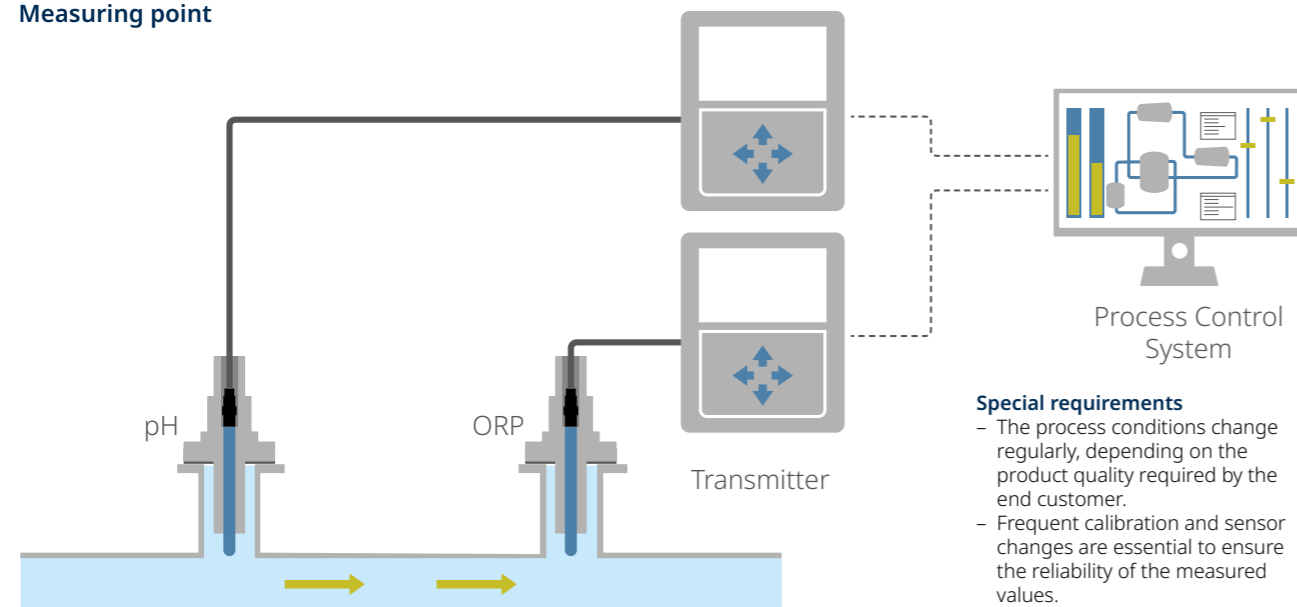 Measuring point
pH
ORP
Transmitter
Process Control
System
Special requirements
– The process conditions change
regularly, depending on the
product quality required by the
end customer.
– Frequent calibration and sensor
changes are essential to ensure
the reliability of the measured
values.